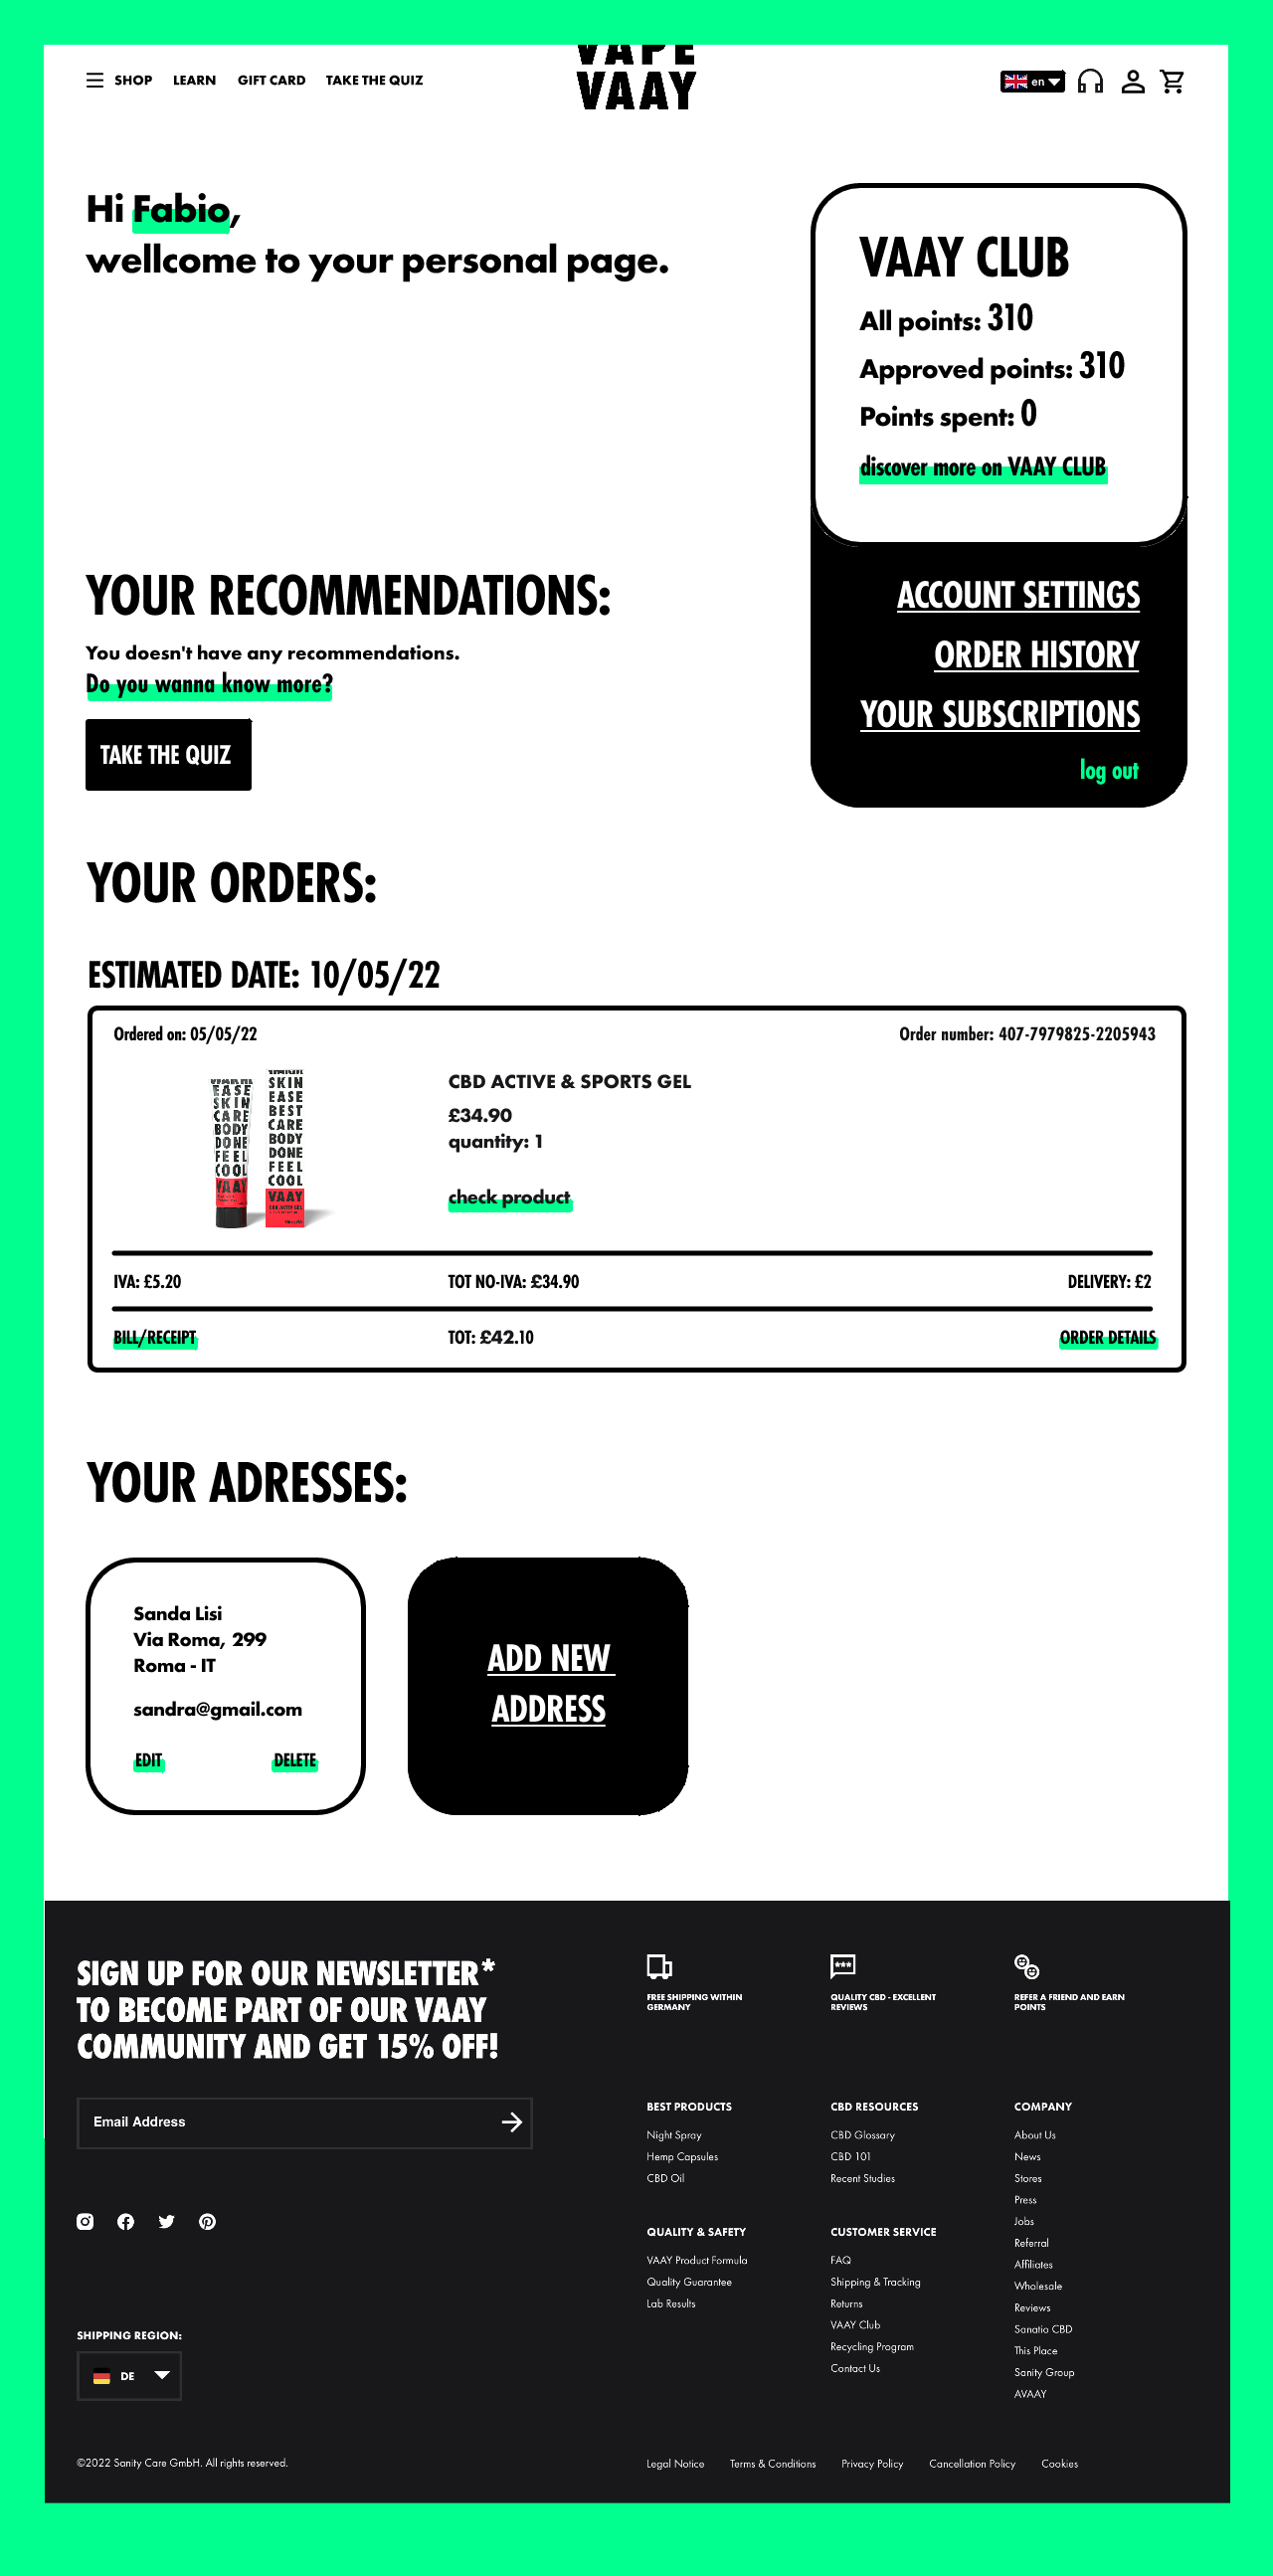 VAPE
VAAY
SHOP LEARN GIFT CARD TAKE THE QUIZ
en
Hi Fabio,
wellcome to your personal page.
VAAY CLUB
All points: 310
Approved points: 310
Points spent: 0
discover more on VAAY CLUB
ACCOUNT SETTINGS
ORDER HISTORY
YOUR SUBSCRIPTIONS
log out
YOUR RECOMMENDATIONS:
You doesn't have any recommendations.
Do you wanna know more?
TAKE THE QUIZ
YOUR ORDERS:
ESTIMATED DATE: 10/05/22
Ordered on: 05/05/22
Order number: 407-7979825-2205943
EASE
SKIN
CARE
BODY
DONE
FEEL
COOL
VAAY
SKIN
EASE
BEST
CARE
BODY
DONE
FEEL
COOL
VAAY
CBD ACTIVE & SPORTS GEL
£34.90
quantity: 1
check product
IVA: £5.20
TOT NO-IVA: £34.90
DELIVERY: £2
BILL/RECEIPT
TOT: £42.10
ORDER DETAILS
YOUR ADRESSES:
Sanda Lisi
Via Roma, 299
Roma - IT
sandra@gmail.com
EDIT
DELETE
ADD NEW
ADDRESS
SIGN UP FOR OUR NEWSLETTER*
TO BECOME PART OF OUR VAAY
COMMUNITY AND GET 15% OFF!
Email Address
FREE SHIPPING WITHIN
GERMANY
QUALITY CBD - EXCELLENT
REVIEWS
REFER A FRIEND AND EARN
POINTS
BEST PRODUCTS
Night Spray
Hemp Capsules
CBD Oil
CBD RESOURCES
CBD Glossary
CBD 101
Recent Studies
COMPANY
About Us
News
Stores
Press
Jobs
Referral
Affiliates
Wholesale
Reviews
Sanatio CBD
This Place
Sanity Group
AVAAY
QUALITY & SAFETY
VAAY Product Formula
Quality Guarantee
Lab Results
CUSTOMER SERVICE
FAQ
Shipping & Tracking
Returns
VAAY Club
Recycling Program
Contact Us
SHIPPING REGION:
DE
©2022 Sanity Care GmbH. All rights reserved.
Legal Notice Terms & Conditions Privacy Policy Cancellation Policy Cookies